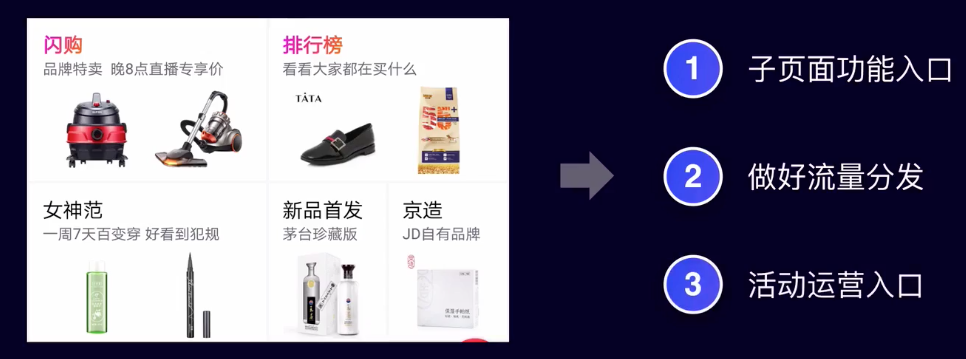 闪购
品牌特卖 晚8点直播专享价
排行榜
看看大家都在买什么
TATA
女神范
一周7天百变穿 好看到犯规
新品首发
茅台珍藏版
京造
JD自有品牌
1 子页面功能入口
2 做好流量分发
3 活动运营入口